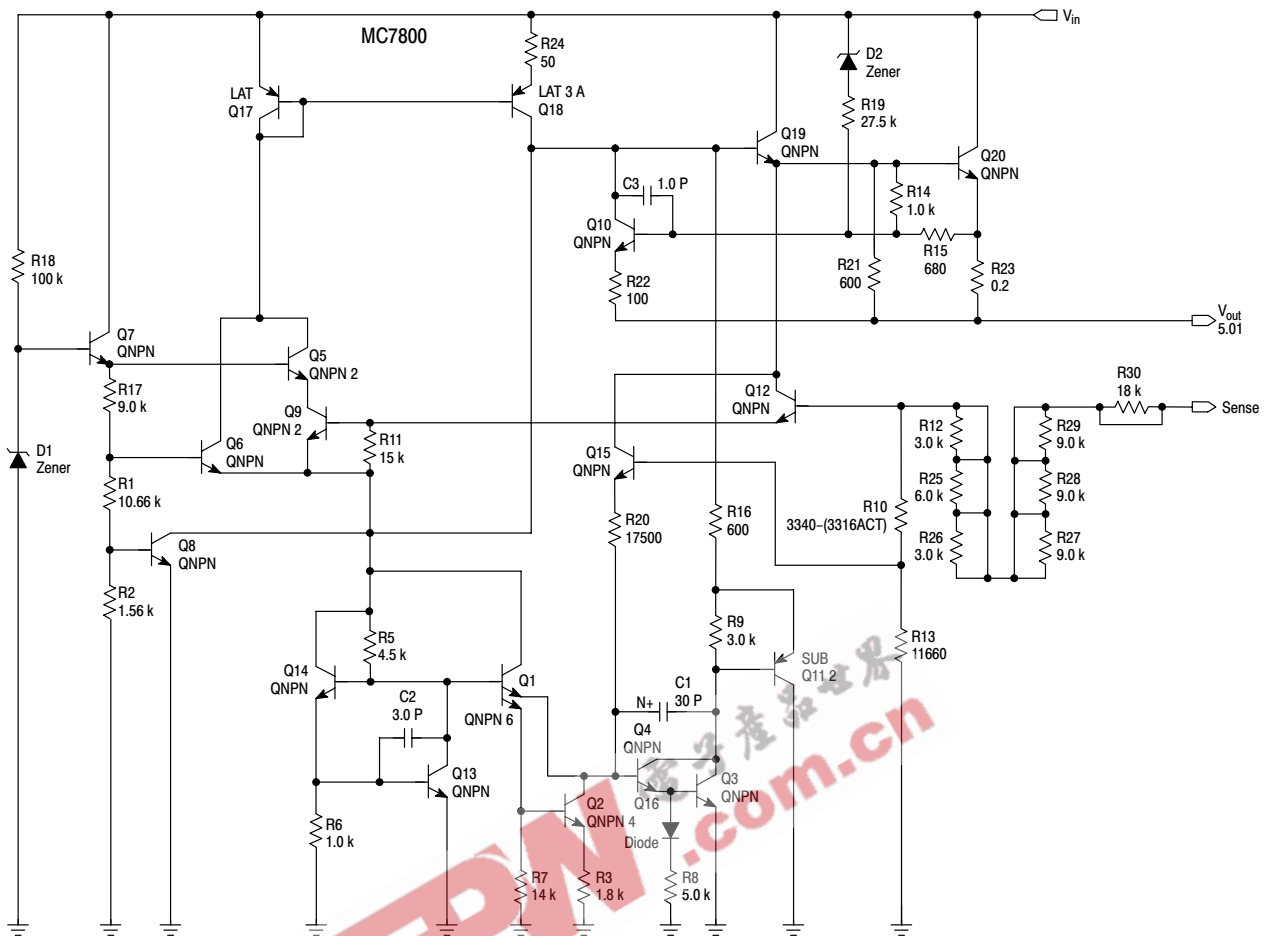 MC7800
Vin
R24
50
D2
Zener
LAT
Q17
LAT 3 A
Q18
R19
27.5 k
Q19
QNPN
Q20
QNPN
C3
1.0 P
R14
1.0 k
Q10
QNPN
R15
680
R18
100 k
R21
600
R23
0.2
R22
100
Vout
5.01
Q7
QNPN
Q5
QNPN 2
R30
18 k
R17
9.0 k
Q12
QNPN
Sense
Q9
QNPN 2
R12
3.0 k
R29
9.0 k
Q6
QNPN
R11
15 k
D1
Zener
Q15
QNPN
R1
10.66 k
R25
6.0 k
R28
9.0 k
R10
3340–(3316ACT)
R16
600
R20
17500
R26
3.0 k
R27
9.0 k
Q8
QNPN
R2
1.56 k
R5
4.5 k
R9
3.0 k
R13
11660
SUB
Q11 2
Q14
QNPN
Q1
QNPN 6
C2
3.0 P
N+
C1
30 P
Q4
QNPN
電子產品世界
Q13
QNPN
Q3
QNPN
Q16
Q2
QNPN 4
.com.cn
R6
1.0 k
Diode
R7
14 k
R3
1.8 k
R8
5.0 k